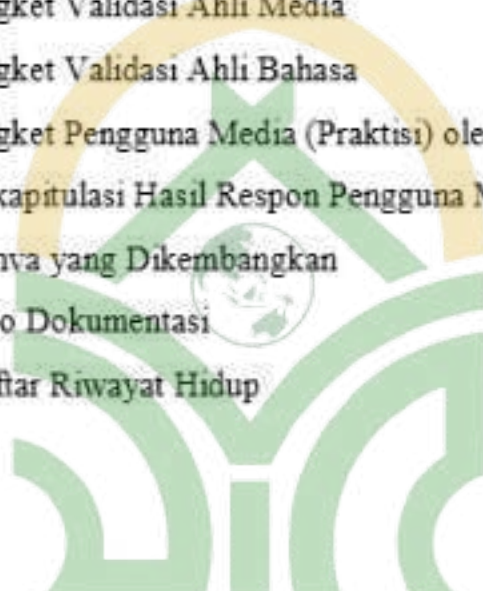 gket Validasi Ahli Media
gket Validasi Ahli Bahasa
gket Pengguna Media (Praktisi) ole
kapitulasi Hasil Respon Pengguna M
nva yang Dikembangkan
o Dokumentasi
ftar Riwayat Hidup